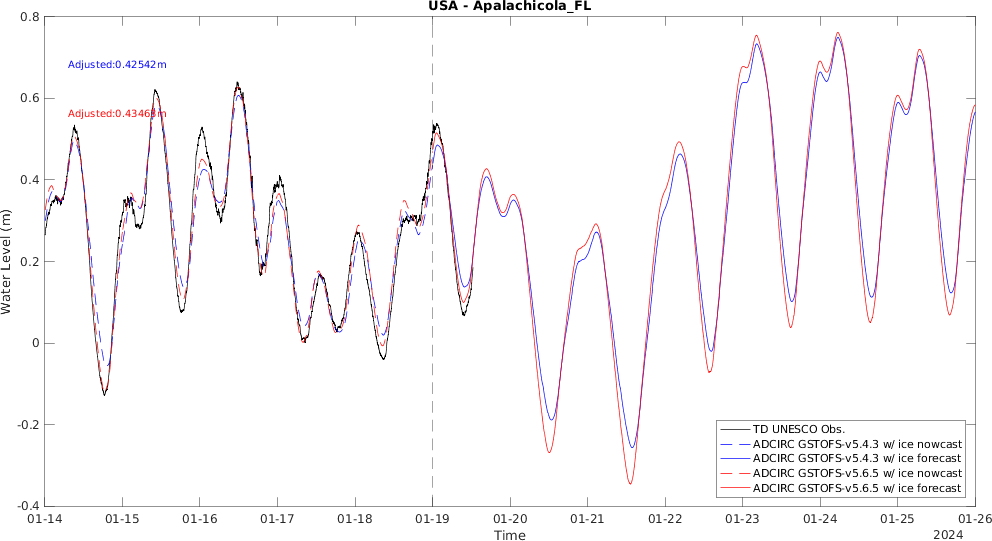 USA - Apalachicola_FL
Adjusted:0.42542m
Adjusted:0.43463m
Water Level (m)
0.8
0.6
0.4
0.2
0
-0.2
-0.4
TD UNESCO Obs.
ADCIRC GSTOFS-v5.4.3 w/ ice nowcast
ADCIRC GSTOFS-v5.4.3 w/ ice forecast
ADCIRC GSTOFS-v5.6.5 w/ ice nowcast
ADCIRC GSTOFS-v5.6.5 w/ ice forecast
01-14 01-15 01-16 01-17 01-18 01-19 01-20 01-21 01-22 01-23 01-24 01-25 01-26
Time
2024